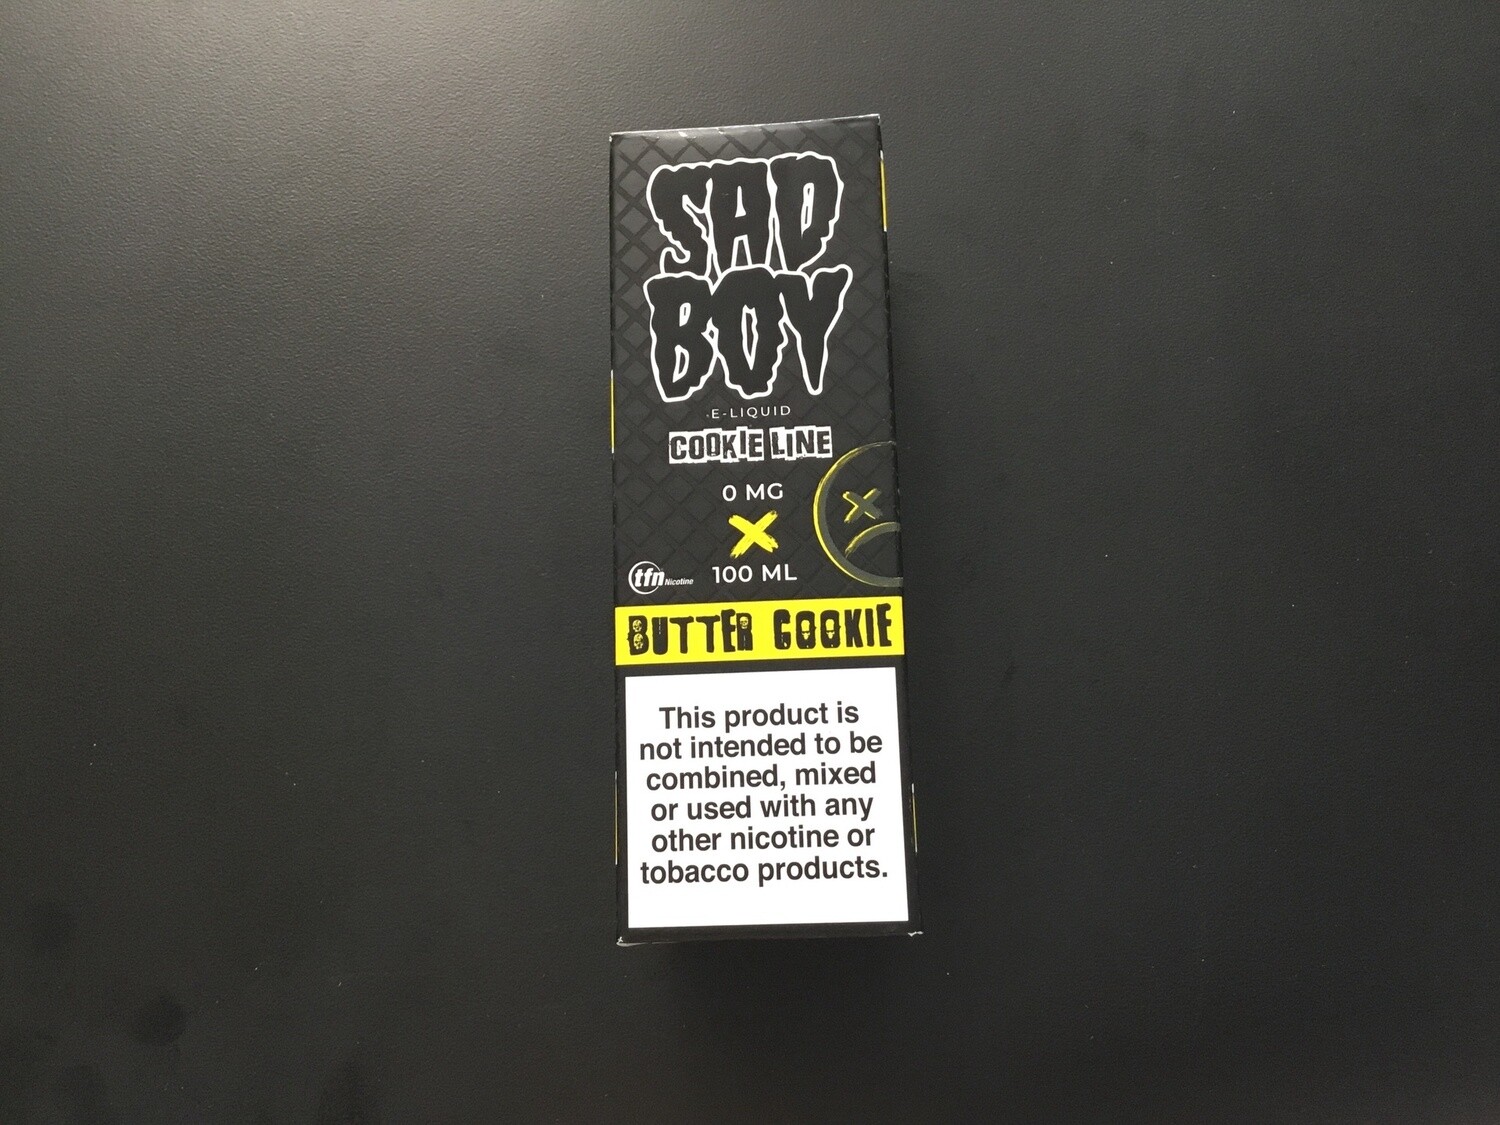 SAD
BOY
E-LIQUID
COOKIE LINE
0 MG
X
100 ML
tfn Nicotine
BUTTER COOKIE
This product is
not intended to be
combined, mixed
or used with any
other nicotine or
tobacco products.